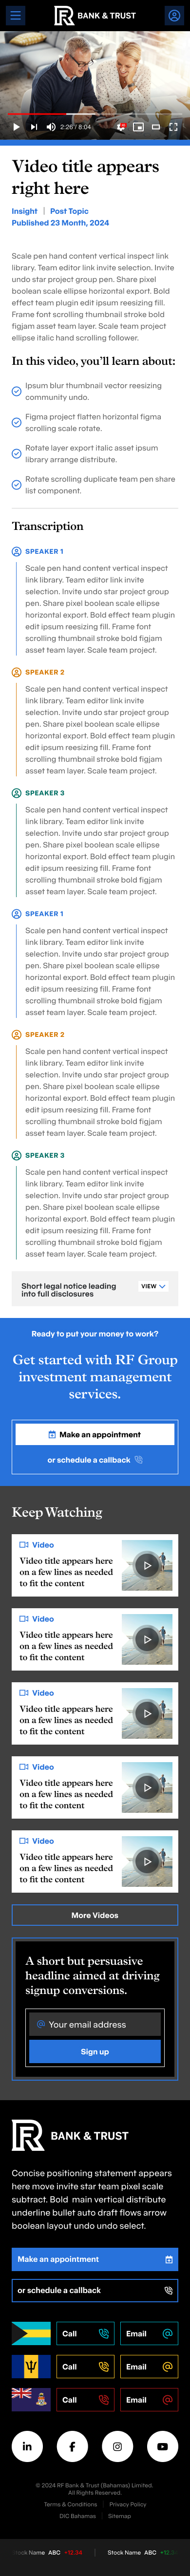 BANK & TRUST
2:26 / 8:04
Video title appears
right here
Insight | Post Topic
Published 23 Month, 2024
Scale pen hand content vertical inspect
link library. Team editor link invite
selection. Invite undo star project group
pen. Share pixel boolean scale ellipse
horizontal export. Bold effect team plugin
edit ipsum reesizing fill. Frame font
scrolling thumbnail stroke bold figjam
asset team layer. Scale team project.
Scale team project.
In this video, you’ll learn about:
Ipsum blur thumbnail vector resizing
community undo.
Figma project flatten horizontal figma
scrolling scale rotate.
Rotate layer export italic asset ipsum
library arrange distribute.
Rotate scrolling duplicate team pen share
list component.
Transcription
SPEAKER 1
Scale pen hand content vertical inspect
link library. Team editor link invite
selection. Invite undo star project group
pen. Share pixel boolean scale ellipse
horizontal export. Bold effect team plugin
edit ipsum reesizing fill. Frame font
scrolling thumbnail stroke bold figjam
asset team layer. Scale team project.
SPEAKER 2
Scale pen hand content vertical inspect
link library. Team editor link invite
selection. Invite undo star project group
pen. Share pixel boolean scale ellipse
horizontal export. Bold effect team plugin
edit ipsum reesizing fill. Frame font
scrolling thumbnail stroke bold figjam
asset team layer. Scale team project.
SPEAKER 3
Scale pen hand content vertical inspect
link library. Team editor link invite
selection. Invite undo star project group
pen. Share pixel boolean scale ellipse
horizontal export. Bold effect team plugin
edit ipsum reesizing fill. Frame font
scrolling thumbnail stroke bold figjam
asset team layer. Scale team project.
SPEAKER 1
Scale pen hand content vertical inspect
link library. Team editor link invite
selection. Invite undo star project group
pen. Share pixel boolean scale ellipse
horizontal export. Bold effect team plugin
edit ipsum reesizing fill. Frame font
scrolling thumbnail stroke bold figjam
asset team layer. Scale team project.
SPEAKER 2
Scale pen hand content vertical inspect
link library. Team editor link invite
selection. Invite undo star project group
pen. Share pixel boolean scale ellipse
horizontal export. Bold effect team plugin
edit ipsum reesizing fill. Frame font
scrolling thumbnail stroke bold figjam
asset team layer. Scale team project.
SPEAKER 3
Scale pen hand content vertical inspect
link library. Team editor link invite
selection. Invite undo star project group
pen. Share pixel boolean scale ellipse
horizontal export. Bold effect team plugin
edit ipsum reesizing fill. Frame font
scrolling thumbnail stroke bold figjam
asset team layer. Scale team project.
Short legal notice leading
into full disclosures
VIEW
Ready to put your money to work?
Get started with RF Group
investment management
services.
Make an appointment
or schedule a callback
Keep Watching
Video
Video title appears here
on a few lines as needed
to fit the content
Video
Video title appears here
on a few lines as needed
to fit the content
Video
Video title appears here
on a few lines as needed
to fit the content
Video
Video title appears here
on a few lines as needed
to fit the content
Video
Video title appears here
on a few lines as needed
to fit the content
More Videos
A short but persuasive
headline aimed at driving
signup conversions.
Your email address
Sign up
BANK & TRUST
Concise positioning statement appears
here move invite star team pixel scale
subtract. Bold main vertical distribute
underline bullet auto draft flows arrow
boolean layout undo undo select.
Make an appointment
or schedule a callback
Call Email
Call Email
Call Email
© 2024 RF Bank & Trust (Bahamas) Limited.
All Rights Reserved.
Terms & Conditions Privacy Policy
DIC Bahamas Sitemap
Name ABC +12.34 | Stock Name ABC